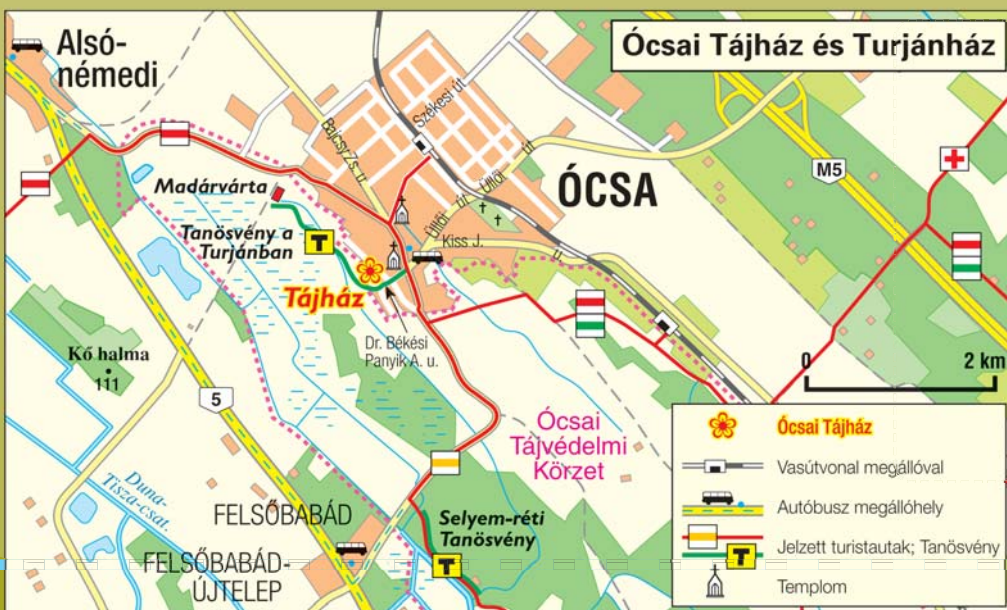 Ócsai Tájház és Turjánház
Alsó-
némedi
Székesi út
Bajcsy Zs. u.
M5
ÓCSA
Madárvárta
Üllői út
Üllői út
Kiss J.
u.
Tanösvény a
Turjánban
T
Tájház
Dr. Békési
Panyik A. u.
Kő halma
111
5
0
2 km
Ócsai
Tájvédelmi
Körzet
Duna-
Tisza-csat.
FELSŐBABÁD
FELSŐBABÁD-
ÚJTELEP
Selyem-réti
Tanösvény
T
Ócsai Tájház
Vasútvonal megállóval
Autóbusz megállóhely
Jelzett turistautak; Tanösvény
T
Templom